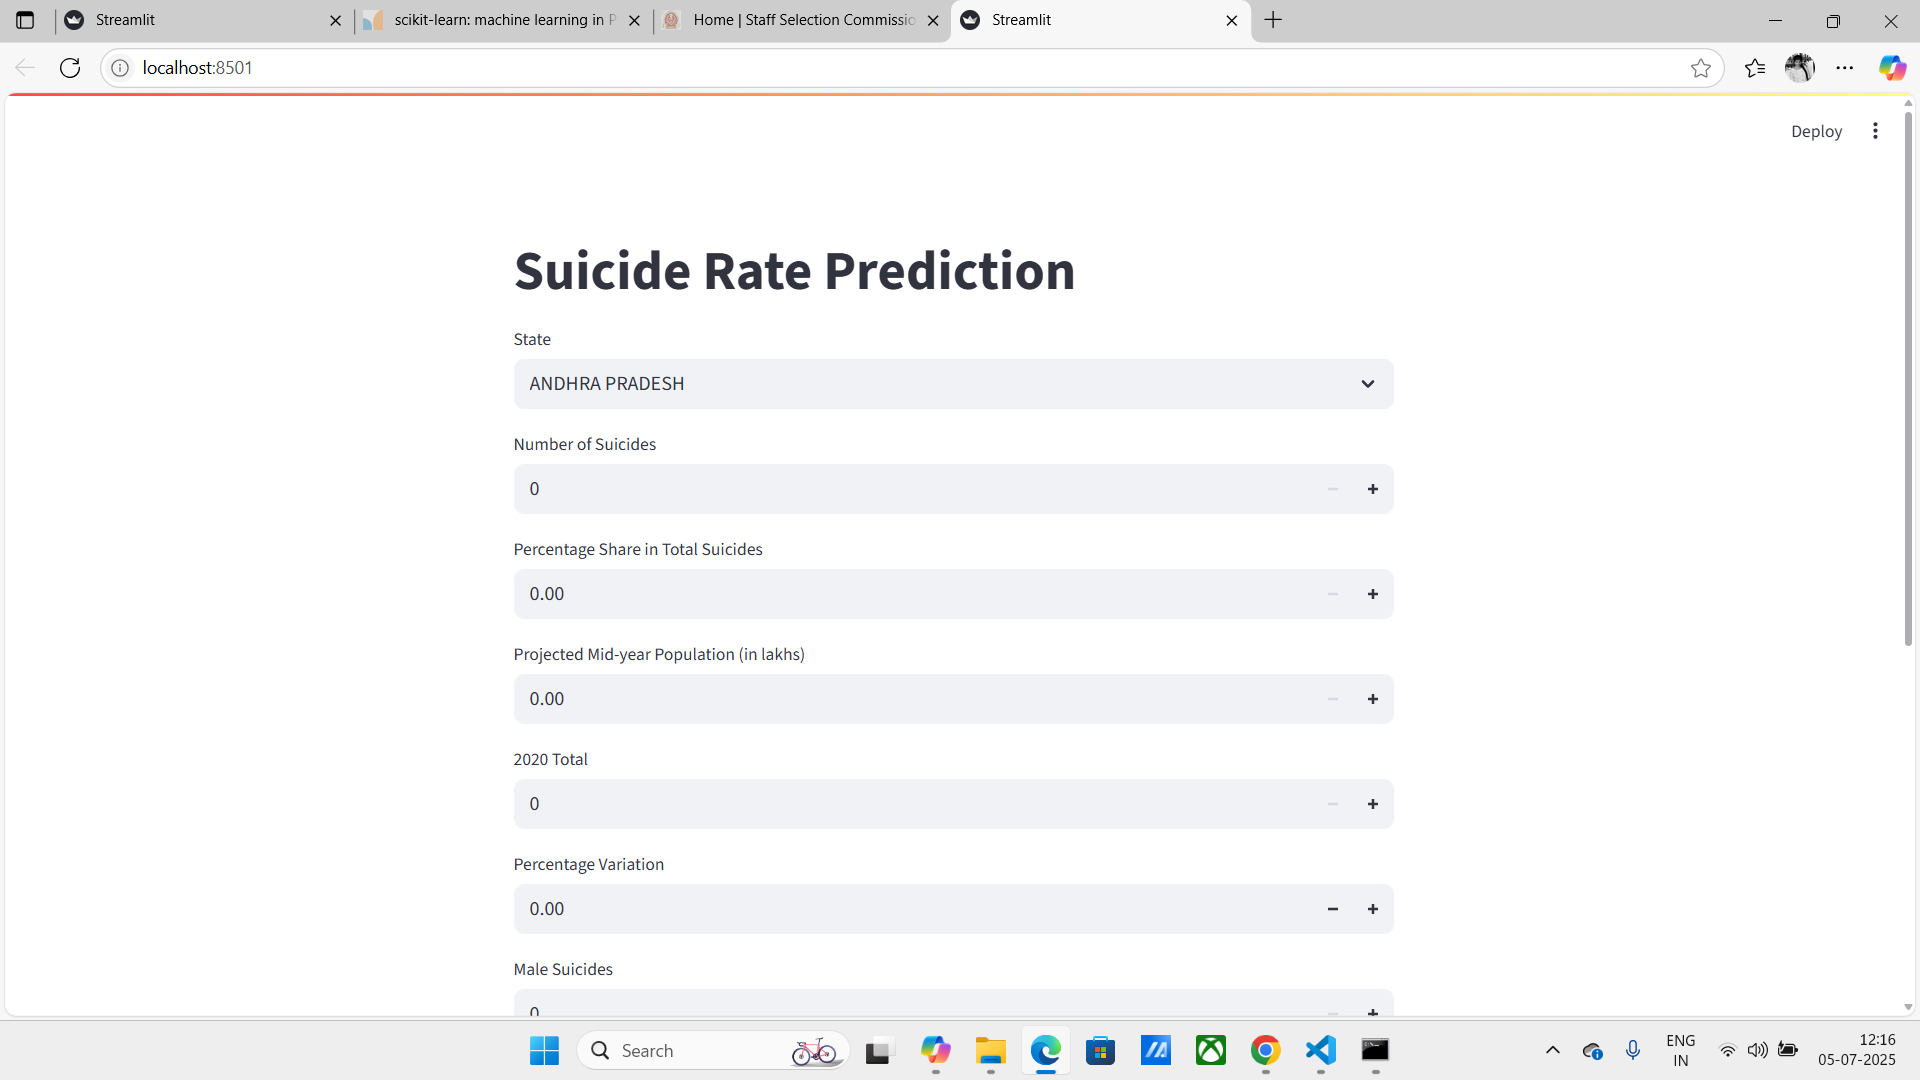 Streamlit
scikit-learn: machine learning in P
Home | Staff Selection Commissio
Streamlit
localhost:8501
Deploy
Suicide Rate Prediction
State
ANDHRA PRADESH
Number of Suicides
0
Percentage Share in Total Suicides
0.00
Projected Mid-year Population (in lakhs)
0.00
2020 Total
0
Percentage Variation
0.00
Male Suicides
0
Search
ENG
IN
12:16
05-07-2025